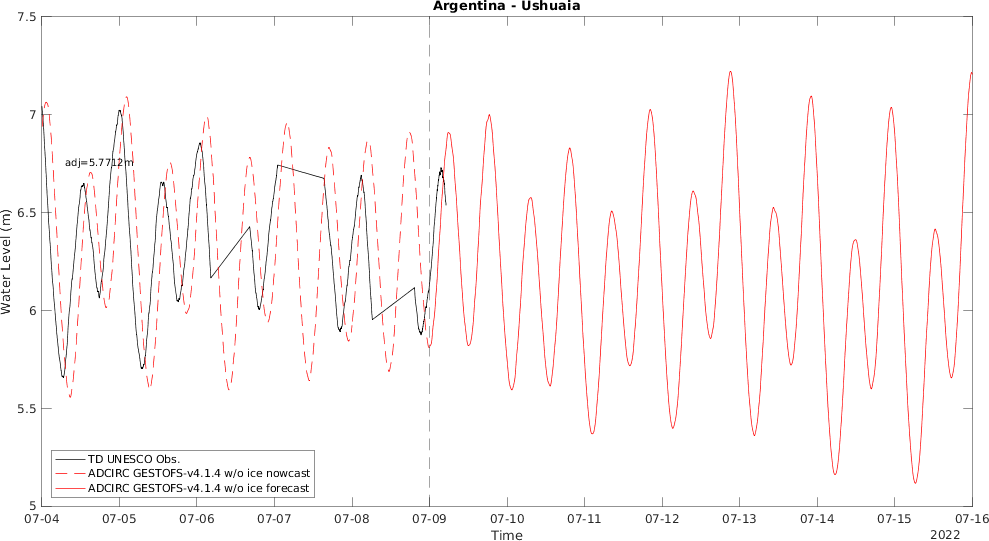 Argentina - Ushuaia
7.5
7
6.5
6
5.5
5
Water Level (m)
adj=5.7712m
TD UNESCO Obs.
ADCIRC GESTOFS-v4.1.4 w/o ice nowcast
ADCIRC GESTOFS-v4.1.4 w/o ice forecast
07-04 07-05 07-06 07-07 07-08 07-09 07-10 07-11 07-12 07-13 07-14 07-15 07-16
Time
2022